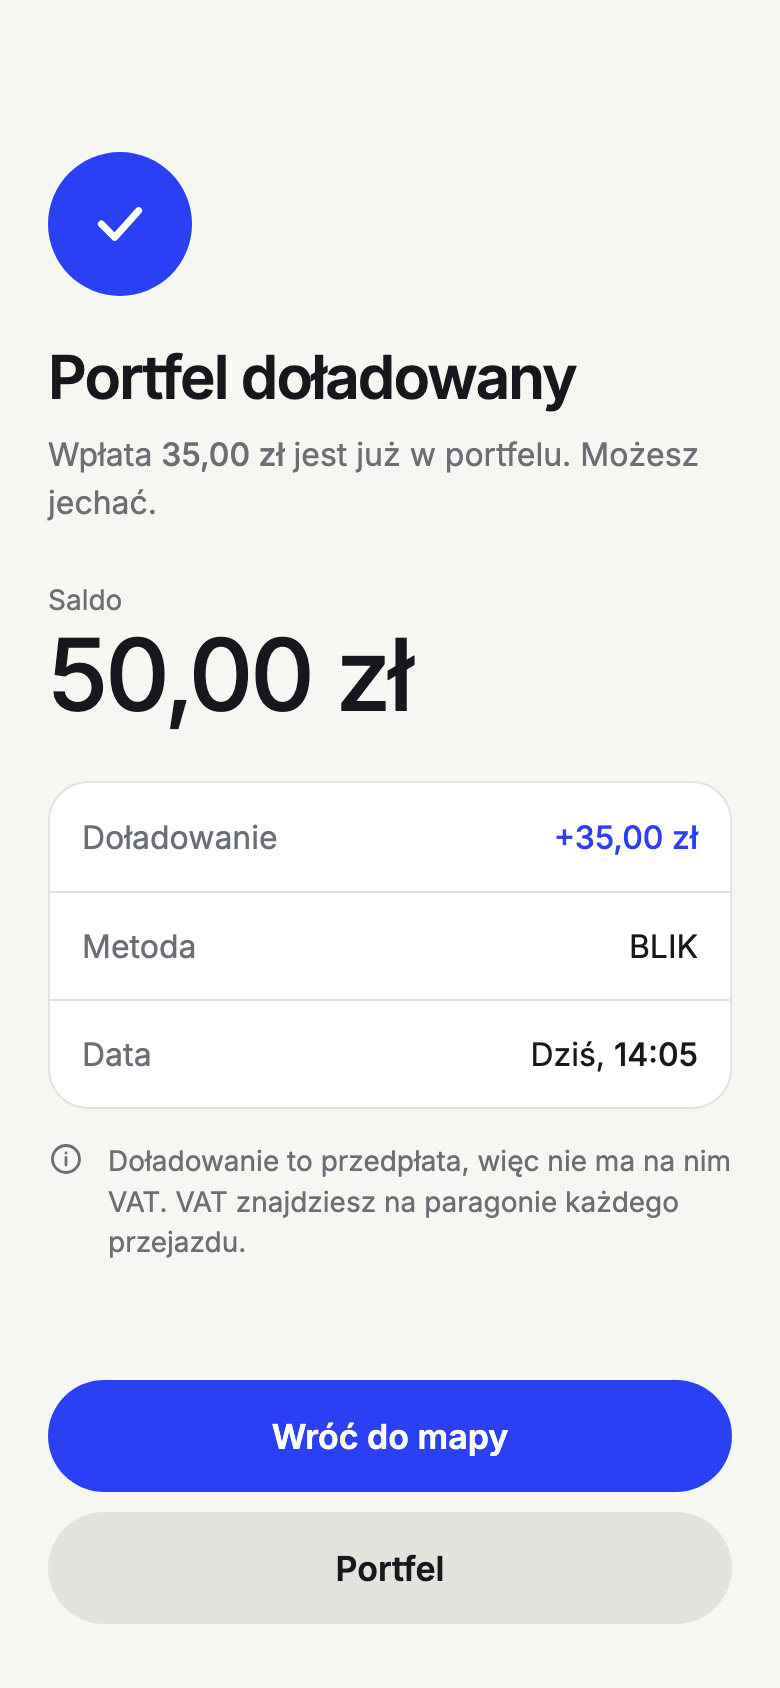 Portfel doładowany
Wpłata 35,00 zł jest już w portfelu. Możesz
jechać.
Saldo
50,00 zł
Doładowanie +35,00 zł
Metoda BLIK
Data Dziś, 14:05
Doładowanie to przedpłata, więc nie ma na nim
VAT. VAT znajdziesz na paragonie każdego
przejazdu.
Wróć do mapy
Portfel